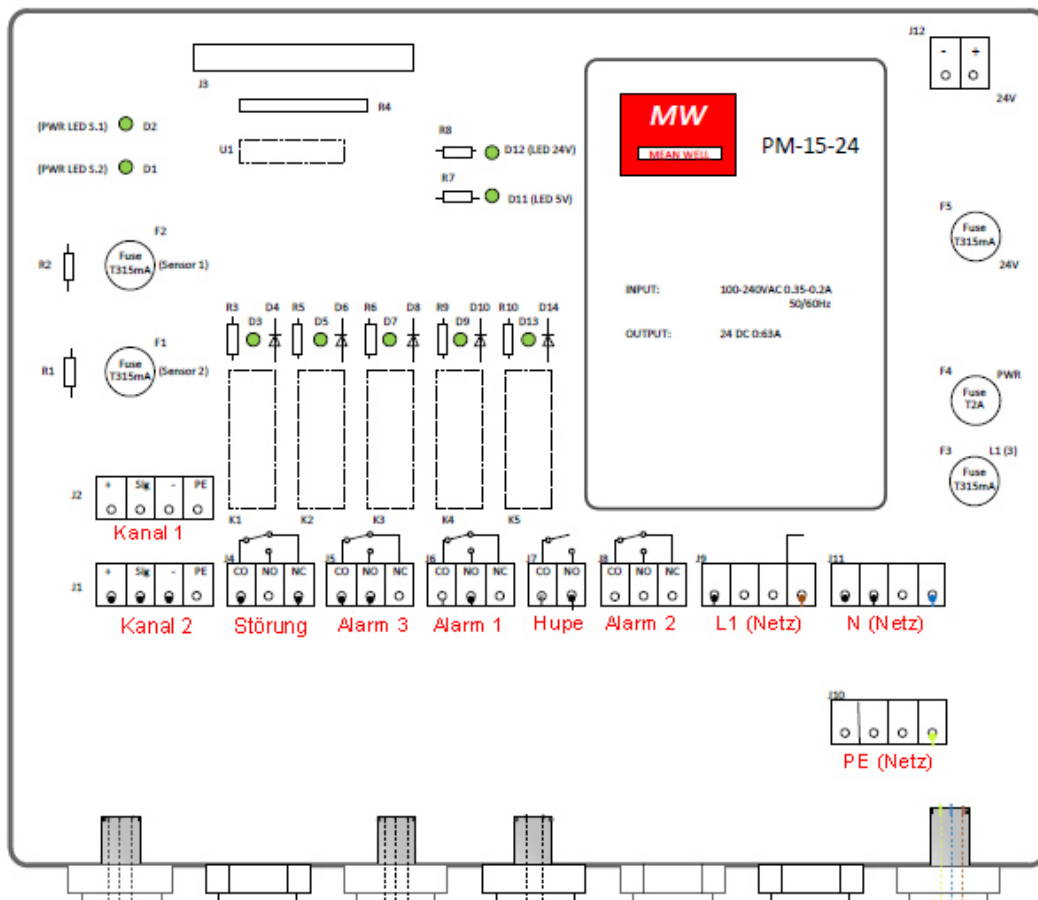 J12
- +
24V
J3
R4
(PWR LED S.1) D2
U1
(PWR LED S.2) D1
R8
D12 (LED 24V)
R7
D11 (LED 5V)
MW
MEAN WELL
PM-15-24
INPUT: 100-240VAC 0.35-0.2A
50/60Hz
OUTPUT: 24 DC 0:63A
F5
Fuse
T315mA
24V
F4 PWR
Fuse
T2A
F3 L1 (3)
Fuse
T315mA
F2
R2
Fuse
T315mA
(Sensor 1)
F1
R1
Fuse
T315mA
(Sensor 2)
R3 D4 R5 D6 R6 D8 R9 D10 R10 D14
D3 D5 D7 D9 D13
J2
+ Sig - PE
Kanal 1
K1 K2 K3 K4 K5
J1
+ Sig - PE
Kanal 2
J4
CO NO NC
Störung
J5
CO NO NC
Alarm 3
J6
CO NO NC
Alarm 1
J7
CO NO
Hupe
J8
CO NO NC
Alarm 2
J9
L1 (Netz)
J11
N (Netz)
J10
PE (Netz)